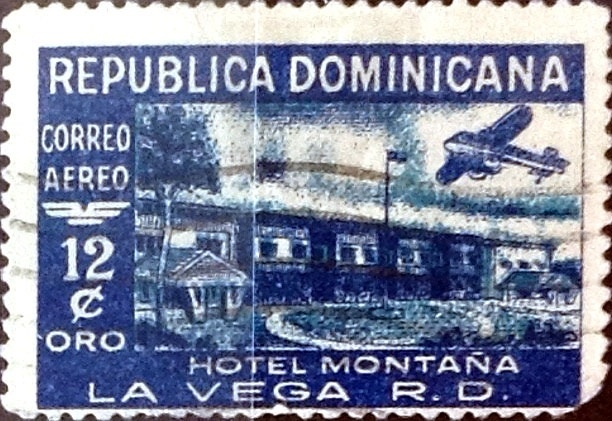 REPUBLICA DOMINICANA
CORREO
AEREO
12
¢
ORO
HOTEL MONTAÑA
LA VEGA R.D.